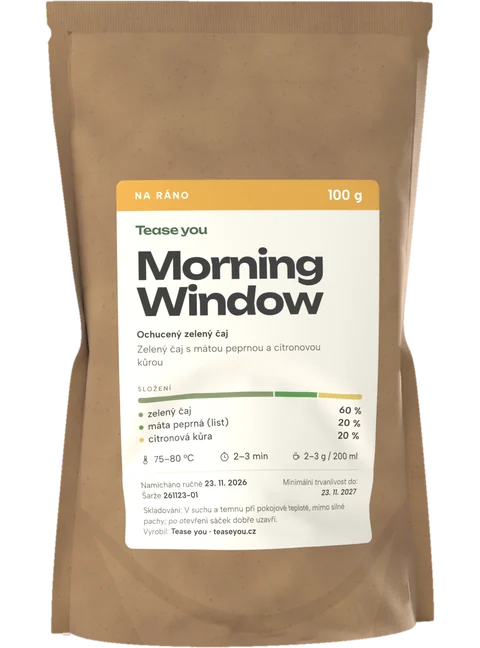 NA RÁNO 100 g
Tease you
Morning
Window
Ochucený zelený čaj
Zelený čaj s mátou peprnou a citronovou
kůrou
SLOŽENÍ
zelený čaj 60 %
máta peprná (list) 20 %
citronová kůra 20 %
75–80 °C 2–3 min 2–3 g / 200 ml
Namícháno ručně 23. 11. 2026 Minimální trvanlivost do:
Šarže 261123-01 23. 11. 2027
Skladování: V suchu a temnu při pokojové teplotě, mimo silné
pachy; po otevření sáček dobře uzavři.
Vyrobil: Tease you · teaseyou.cz